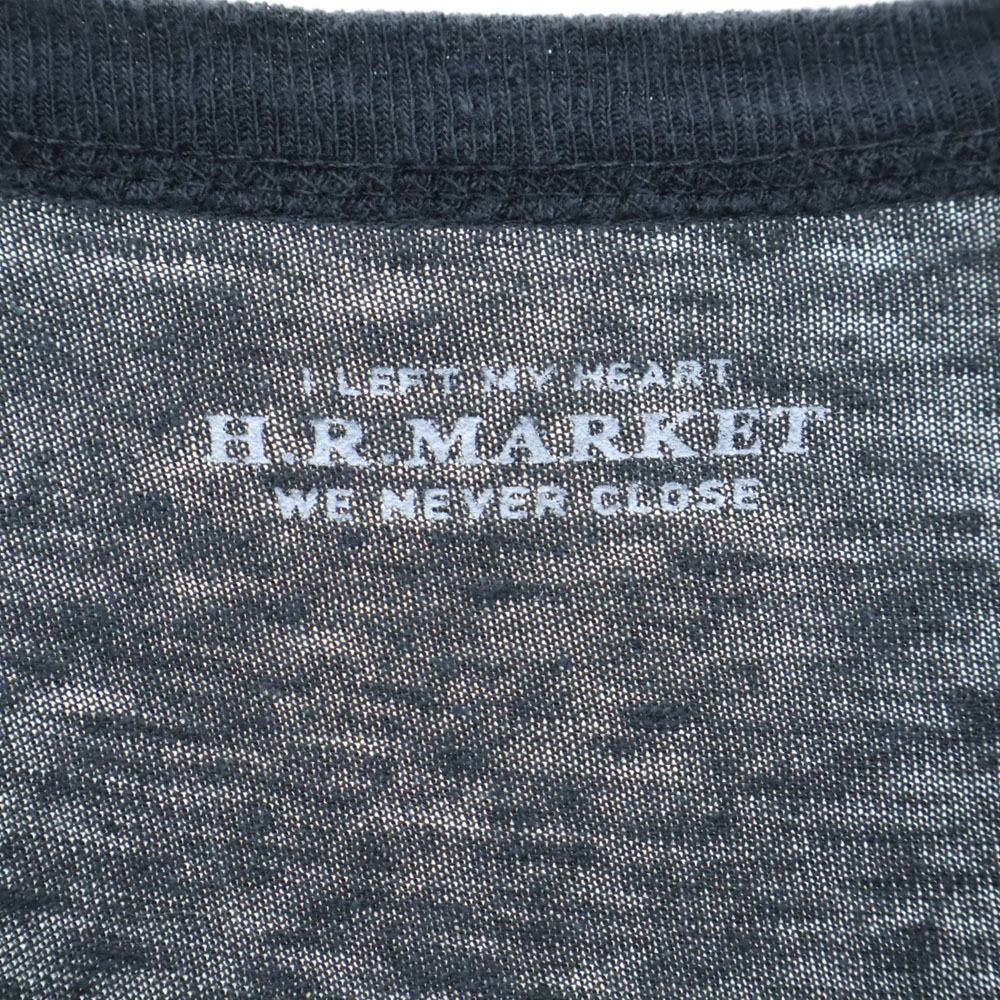 I LEFT MY HEART
H.R.MARKET
WE NEVER CLOSE